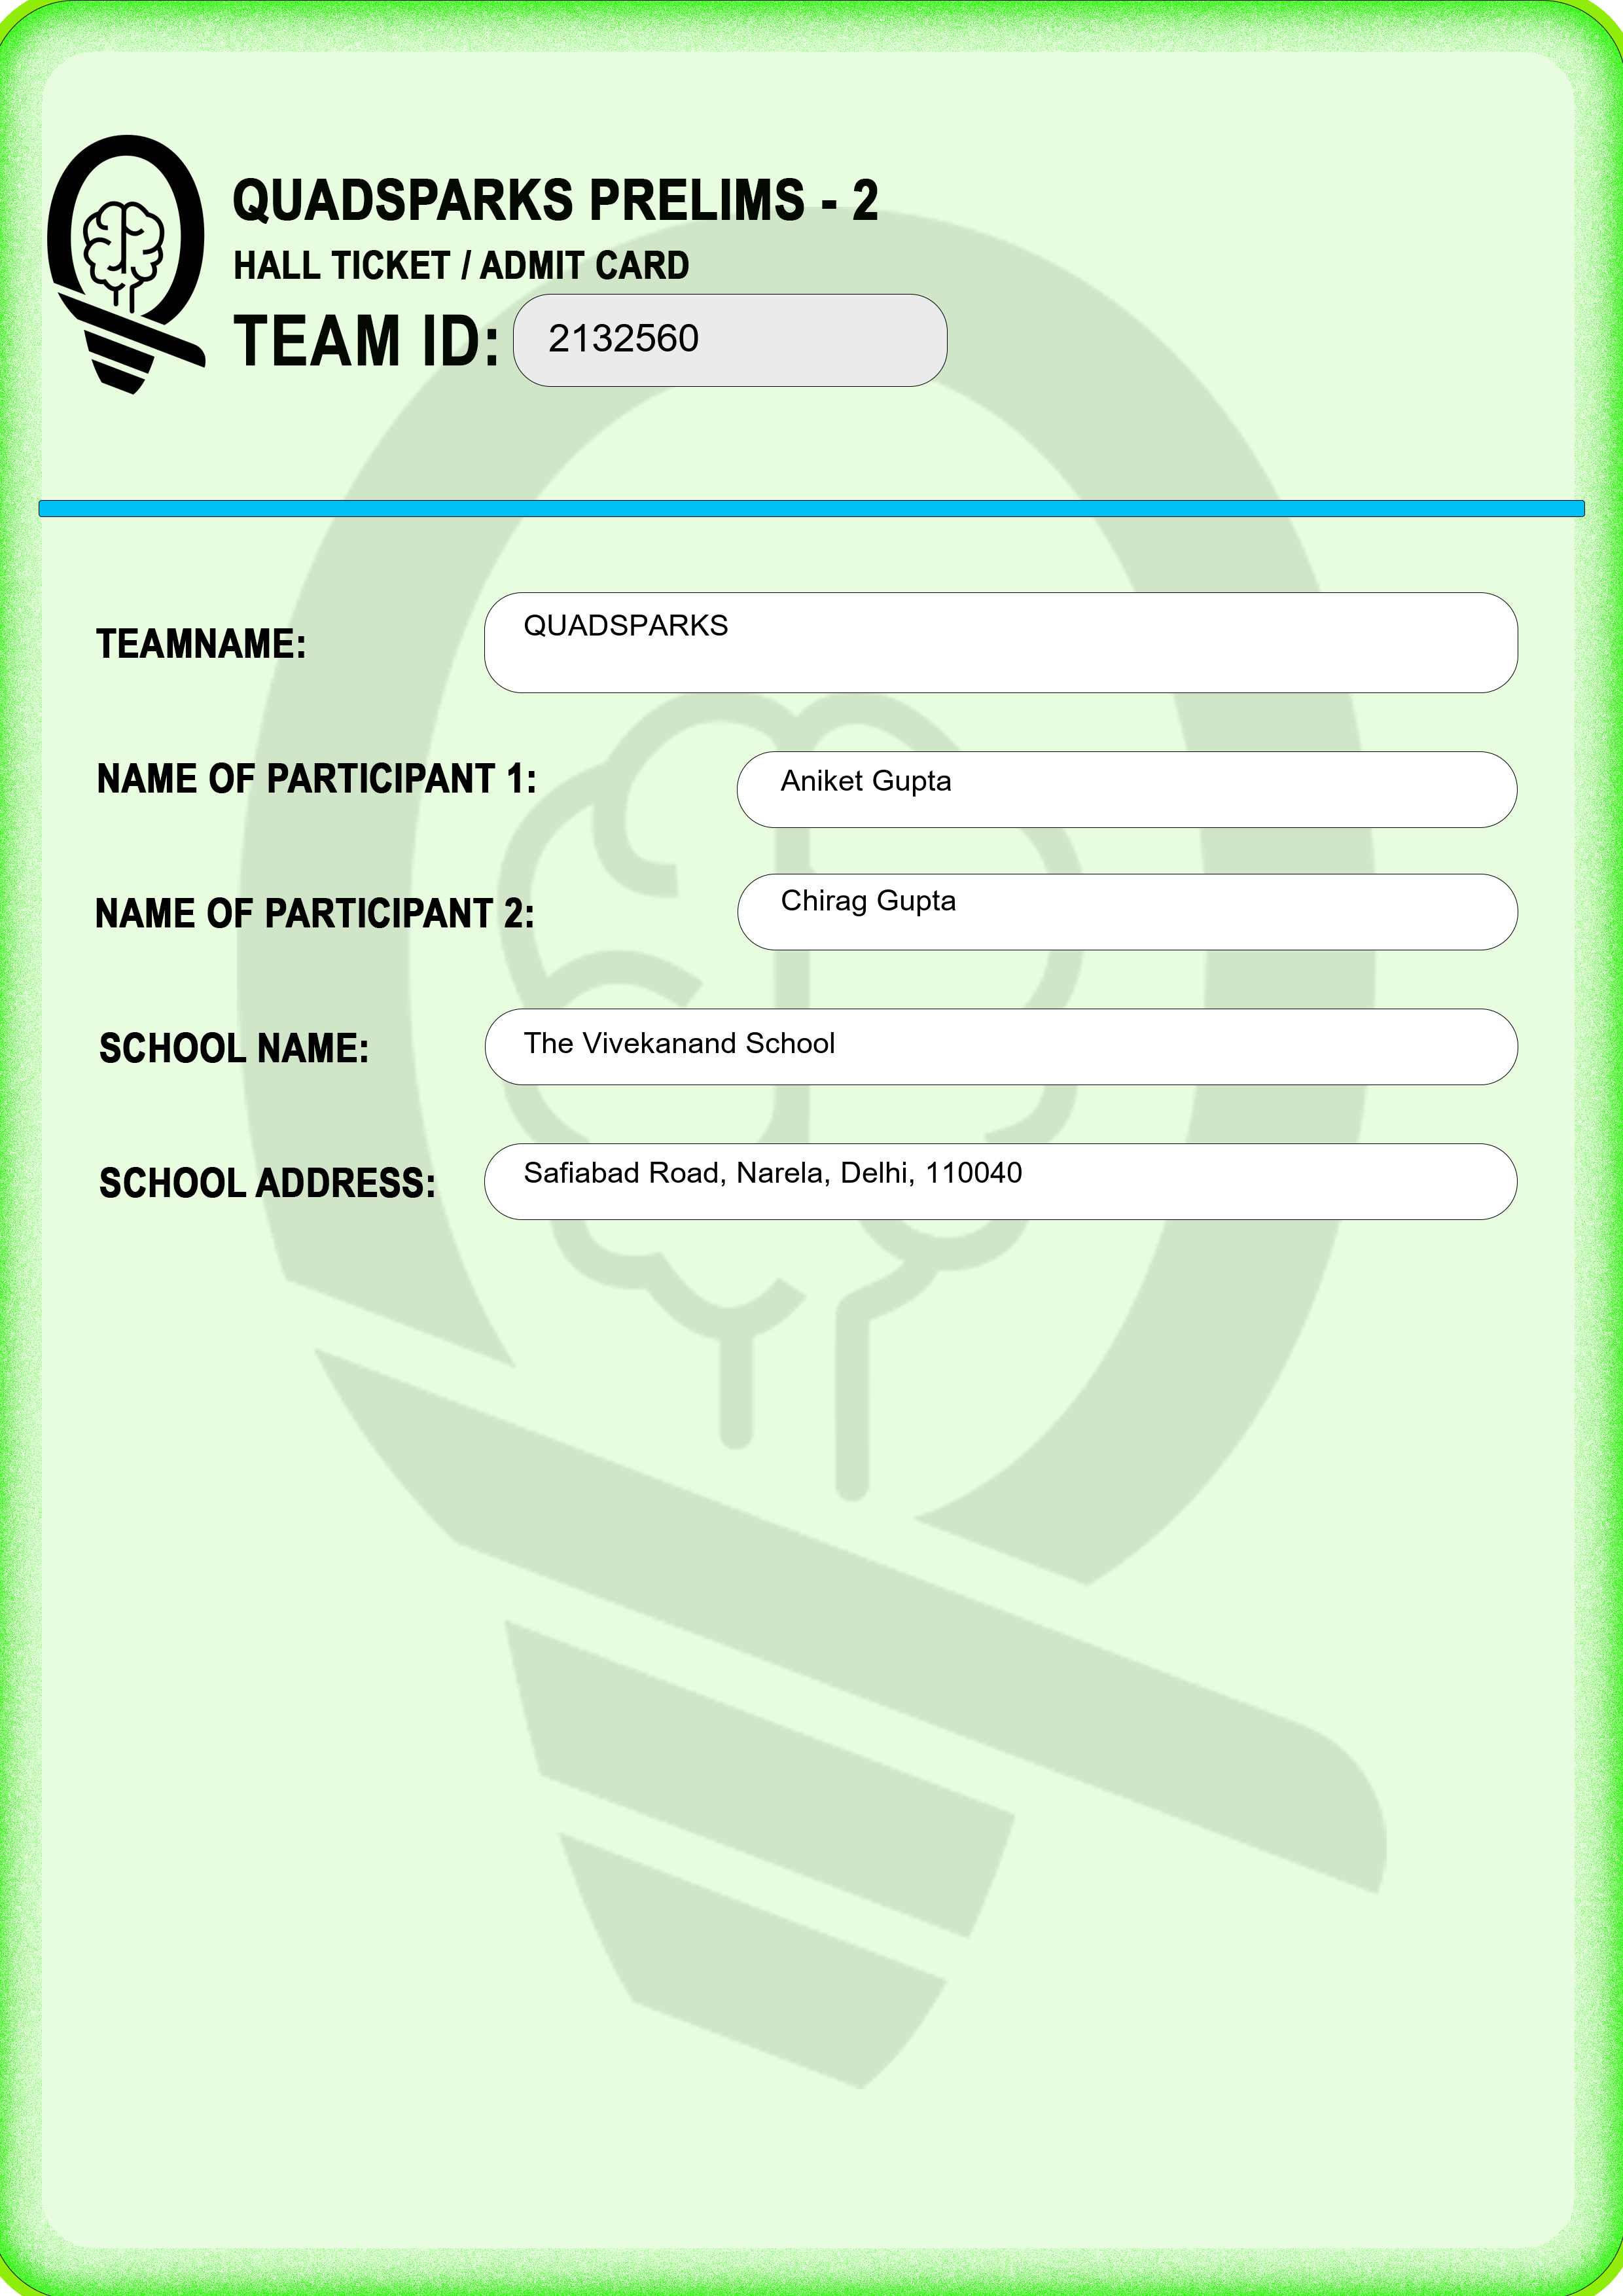 QUADSPARKS PRELIMS - 2
HALL TICKET / ADMIT CARD
TEAM ID: 2132560
TEAMNAME: QUADSPARKS
NAME OF PARTICIPANT 1: Aniket Gupta
NAME OF PARTICIPANT 2: Chirag Gupta
SCHOOL NAME: The Vivekanand School
SCHOOL ADDRESS: Safiabad Road, Narela, Delhi, 110040